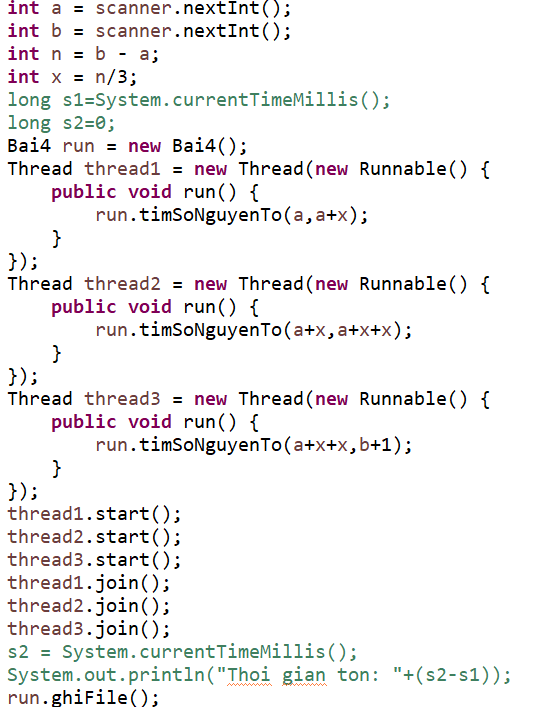 int a = scanner.nextInt();
int b = scanner.nextInt();
int n = b - a;
int x = n/3;
long s1=System.currentTimeMillis();
long s2=0;
Bai4 run = new Bai4();
Thread thread1 = new Thread(new Runnable() {
    public void run() {
        run.timSoNguyenTo(a,a+x);
    }
});
Thread thread2 = new Thread(new Runnable() {
    public void run() {
        run.timSoNguyenTo(a+x,a+x+x);
    }
});
Thread thread3 = new Thread(new Runnable() {
    public void run() {
        run.timSoNguyenTo(a+x+x,b+1);
    }
});
thread1.start();
thread2.start();
thread3.start();
thread1.join();
thread2.join();
thread3.join();
s2 = System.currentTimeMillis();
System.out.println("Thoi gian ton: "+(s2-s1));
run.ghiFile();